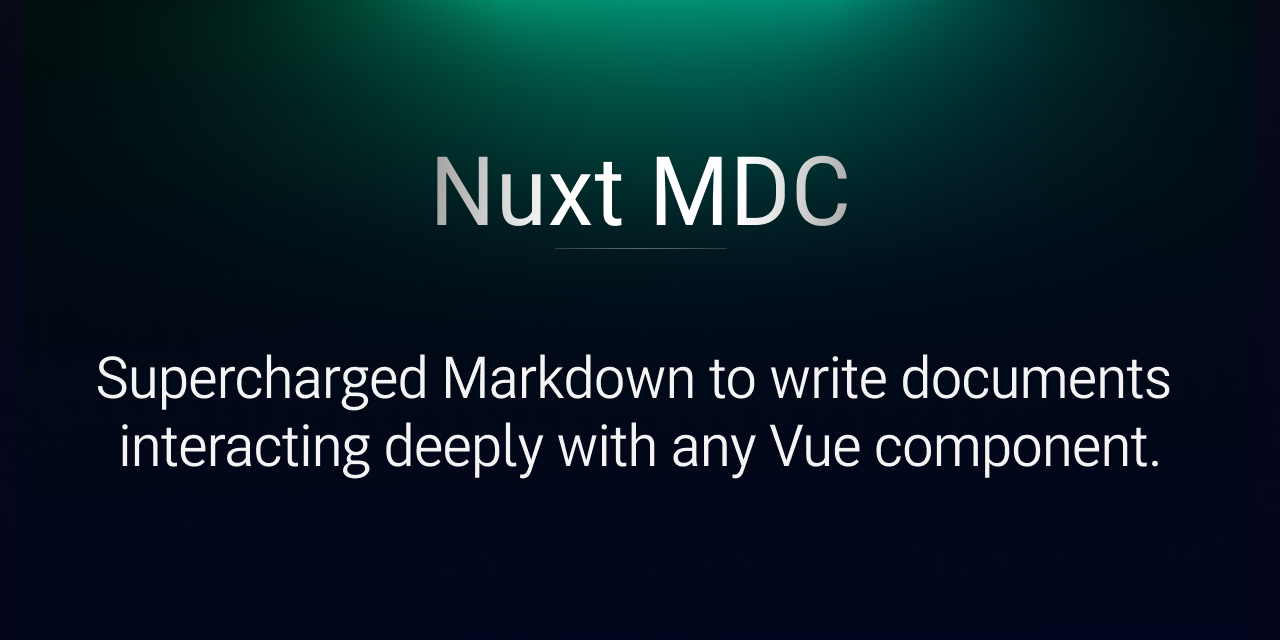 Nuxt MDC
Supercharged Markdown to write documents
interacting deeply with any Vue component.